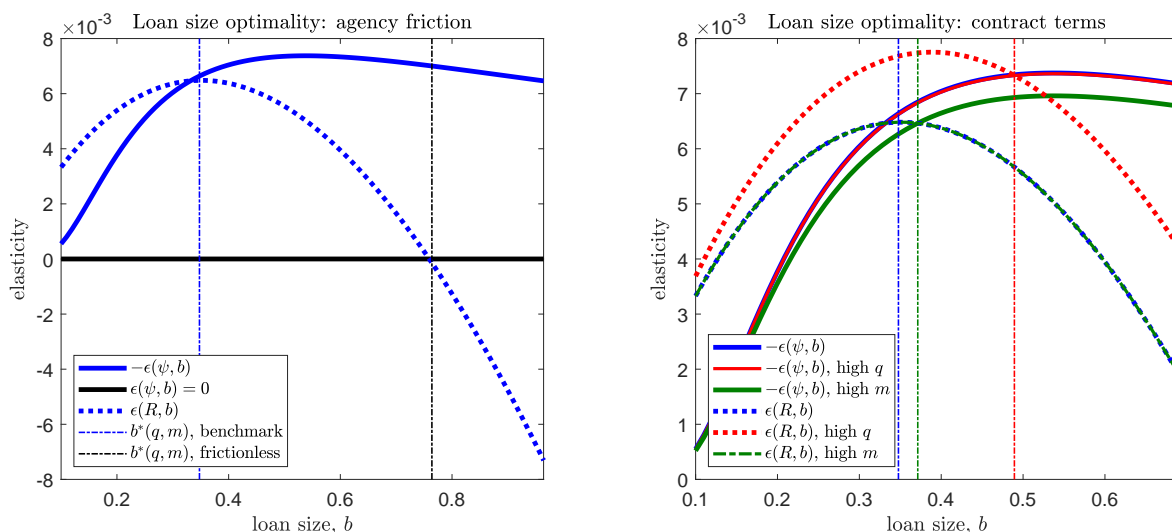 Loan size optimality: agency friction
×10⁻³
8
6
4
2
0
-2
-4
-6
-8
elasticity
0.2 0.4 0.6 0.8
loan size, b
−ϵ(ψ, b)
ϵ(ψ, b) = 0
ϵ(R, b)
b*(q, m), benchmark
b*(q, m), frictionless
Loan size optimality: contract terms
×10⁻³
8
7
6
5
4
3
2
1
0
elasticity
0.1 0.2 0.3 0.4 0.5 0.6
loan size, b
−ϵ(ψ, b)
−ϵ(ψ, b), high q
−ϵ(ψ, b), high m
ϵ(R, b)
ϵ(R, b), high q
ϵ(R, b), high m